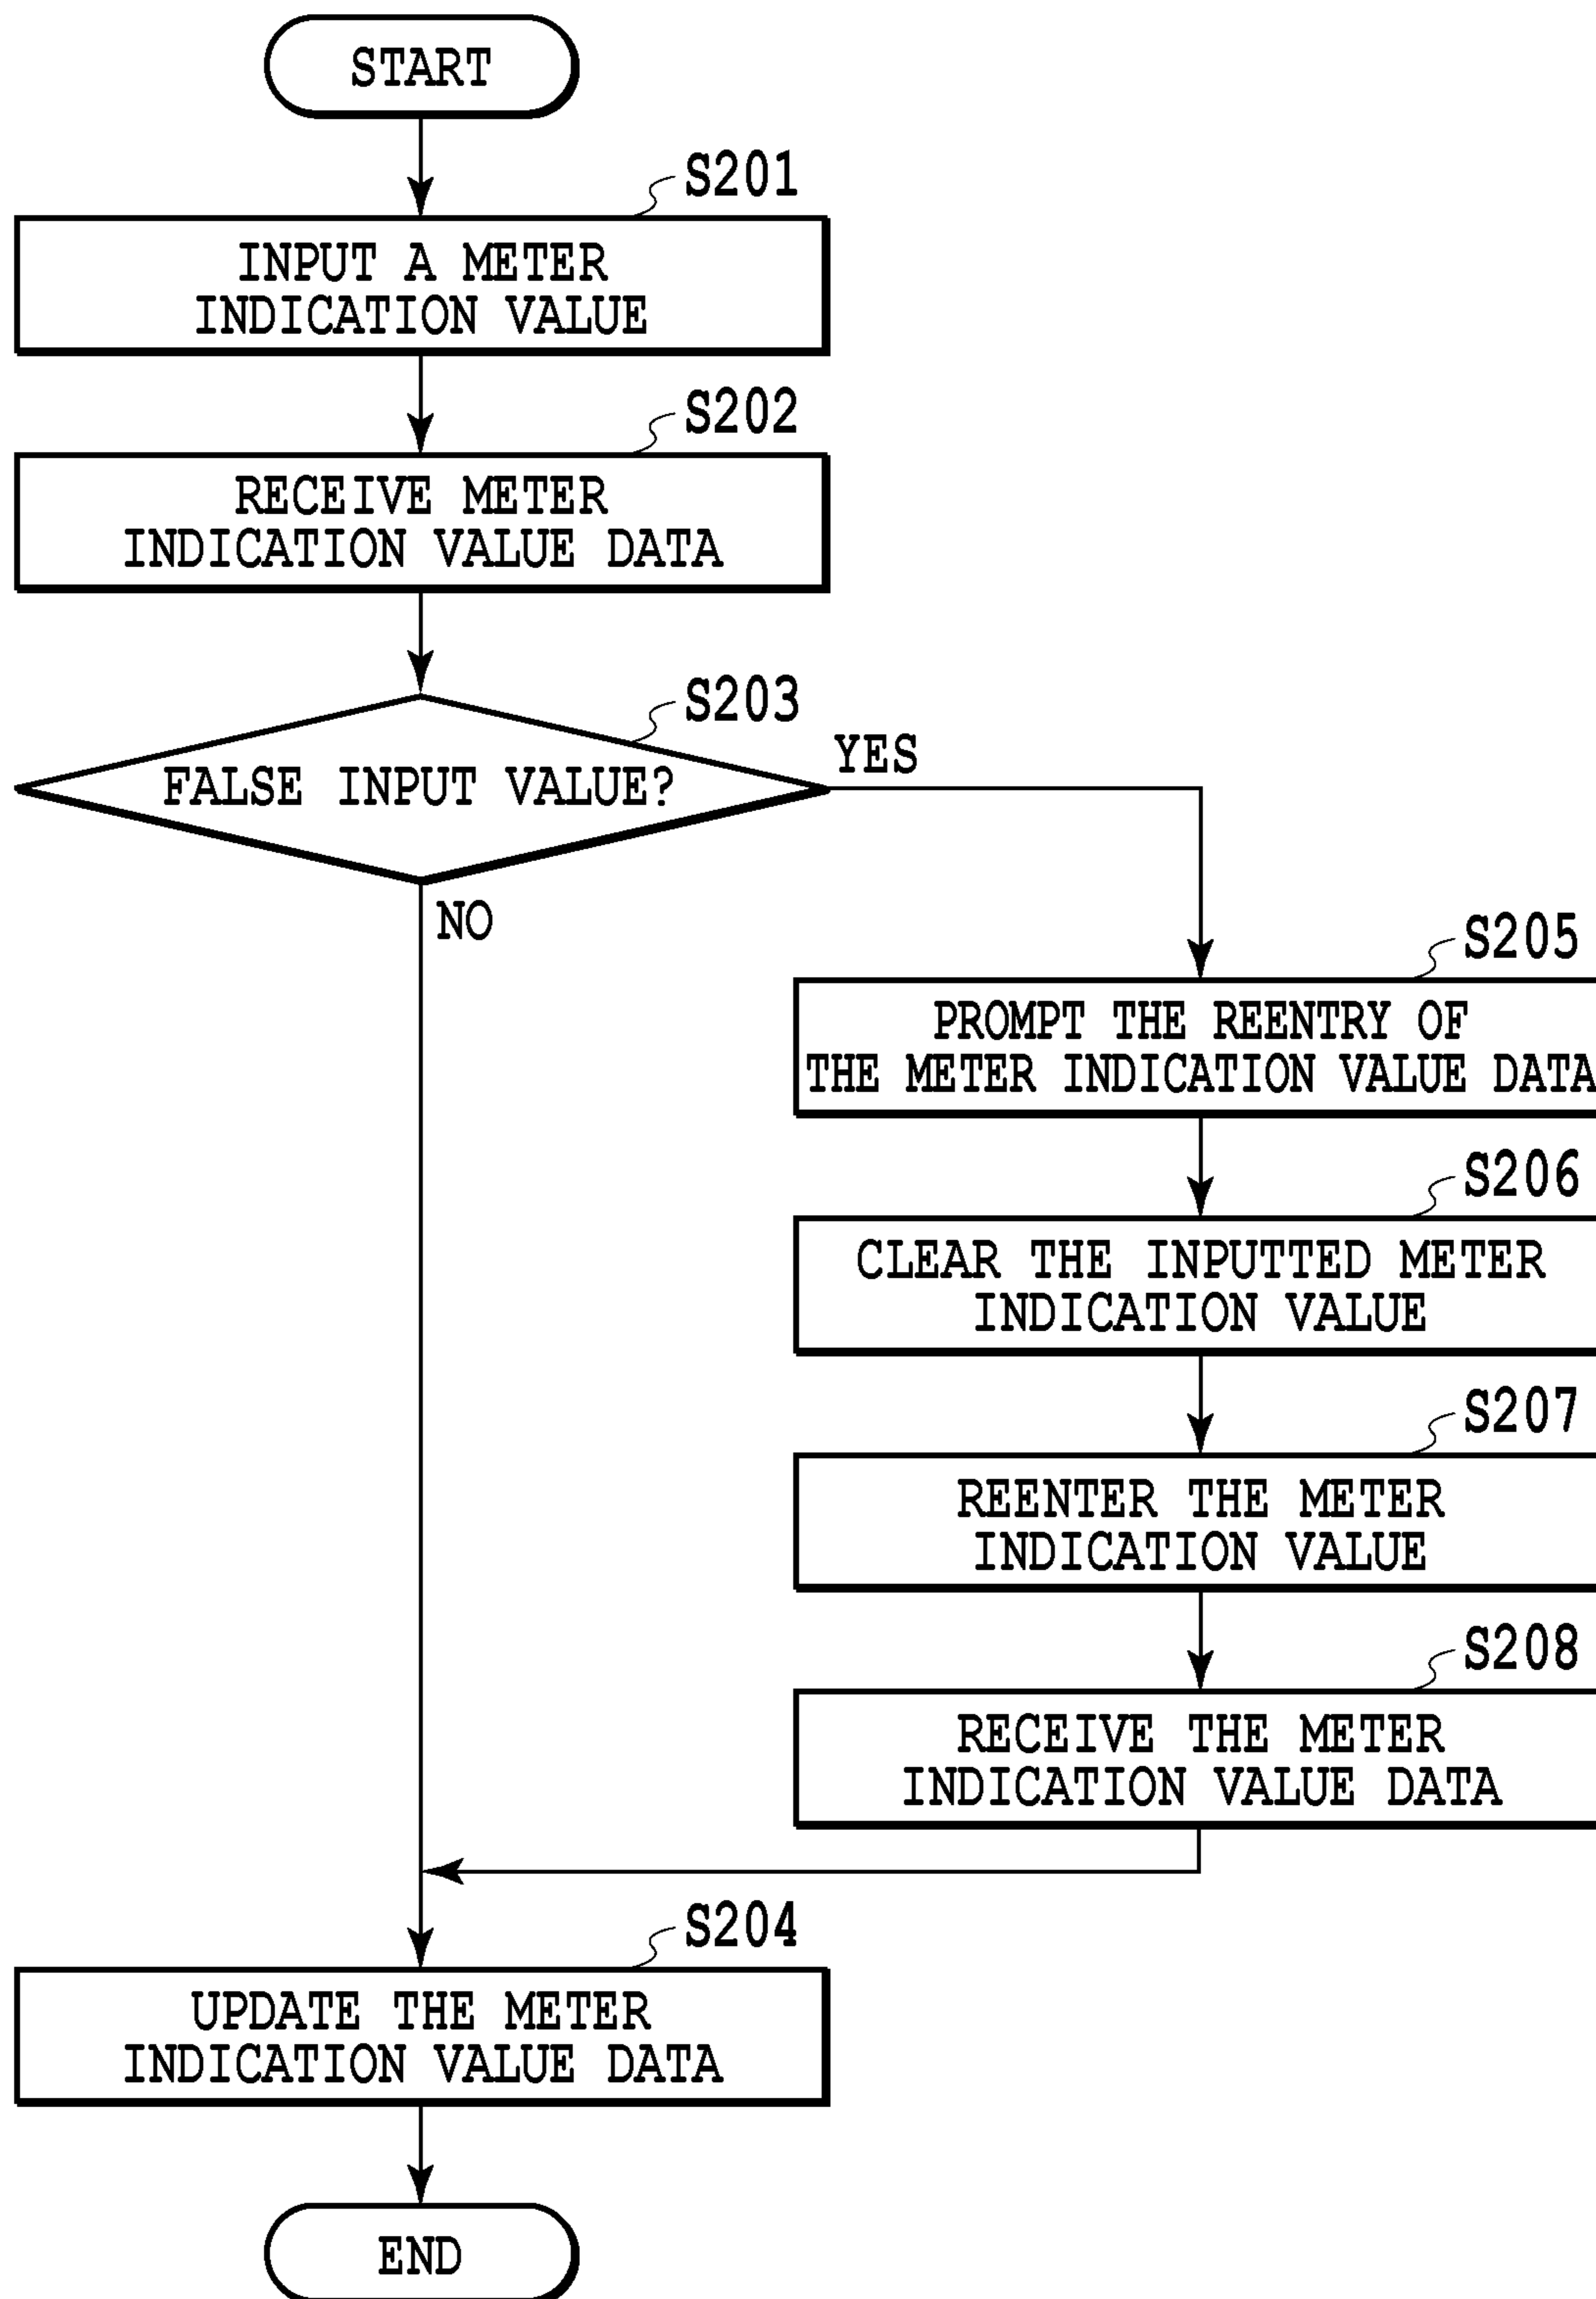 START
S201
INPUT A METER
INDICATION VALUE
S202
RECEIVE METER
INDICATION VALUE DATA
S203
FALSE INPUT VALUE?
YES
NO
S205
PROMPT THE REENTRY OF
THE METER INDICATION VALUE DATA
S206
CLEAR THE INPUTTED METER
INDICATION VALUE
S207
REENTER THE METER
INDICATION VALUE
S208
RECEIVE THE METER
INDICATION VALUE DATA
S204
UPDATE THE METER
INDICATION VALUE DATA
END